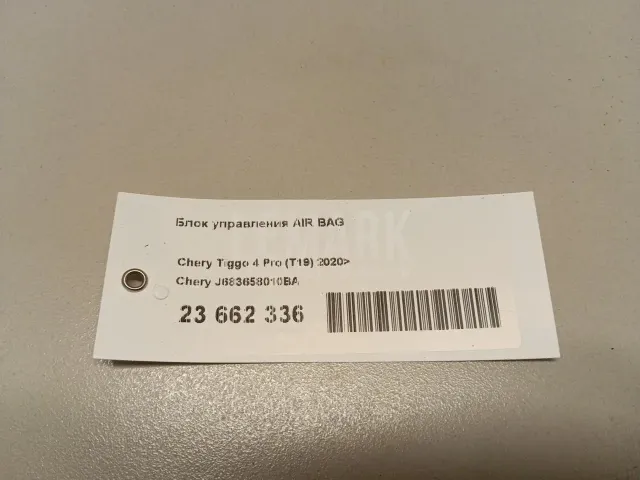 Блок управления AIR BAG
Chery Tiggo 4 Pro (T19) 2020>
Chery J683658010BA
23 662 336